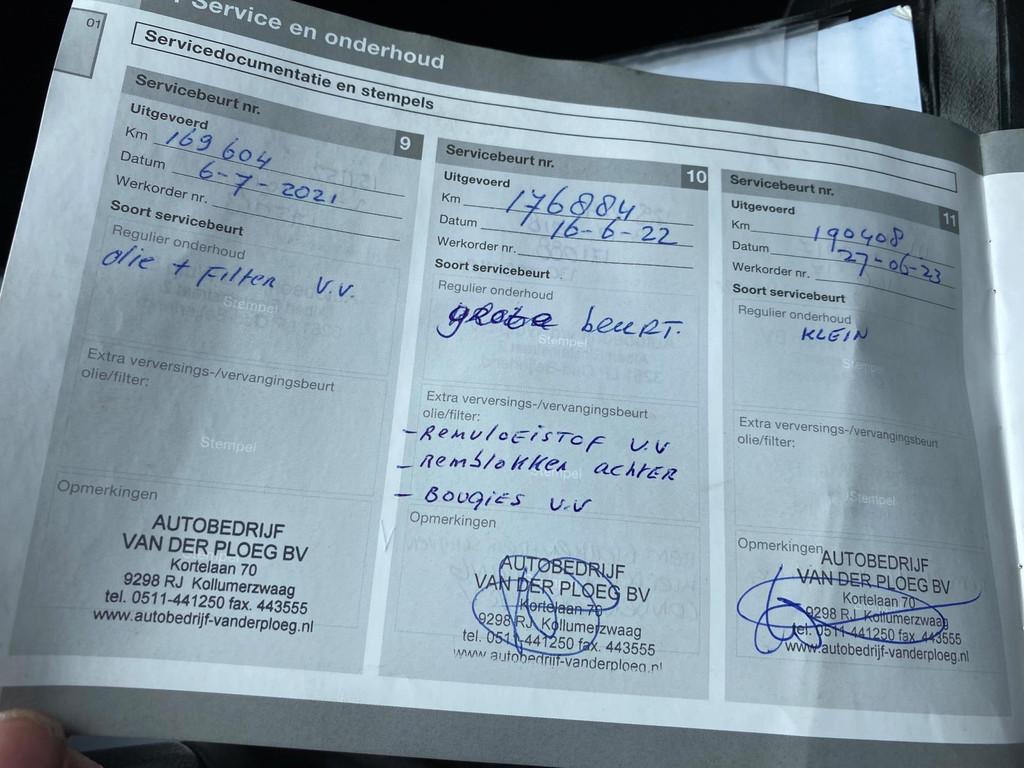 01
Service en onderhoud
Servicedocumentatie en stempels
Servicebeurt nr. 9
Uitgevoerd
Km 169604
Datum 6-7-2021
Werkorder nr.
Soort servicebeurt
Regulier onderhoud
olie + Filter V.V.
Stempel
Extra verversings-/vervangingsbeurt
olie/filter:
Stempel
Opmerkingen
AUTOBEDRIJF
VAN DER PLOEG BV
Kortelaan 70
9298 RJ Kollumerzwaag
tel. 0511-441250 fax. 443555
www.autobedrijf-vanderploeg.nl
Servicebeurt nr. 10
Uitgevoerd
Km 176884
Datum 16-6-22
Werkorder nr.
Soort servicebeurt
Regulier onderhoud
grote beurt.
Stempel
Extra verversings-/vervangingsbeurt
olie/filter:
- Remvloeistof V.V
- Remblokken achter
- Bougies V.V
Opmerkingen
AUTOBEDRIJF
VAN DER PLOEG BV
Kortelaan 70
9298 RJ Kollumerzwaag
tel. 0511-441250 fax. 443555
www.autobedrijf-vanderploeg.nl
Servicebeurt nr. 11
Uitgevoerd
Km 190408
Datum 27-06-23
Werkorder nr.
Soort servicebeurt
Regulier onderhoud
KLEIN
Stempel
Extra verversings-/vervangingsbeurt
olie/filter:
Stempel
Opmerkingen
AUTOBEDRIJF
VAN DER PLOEG BV
Kortelaan 70
9298 RJ Kollumerzwaag
tel. 0511-441250 fax. 443555
www.autobedrijf-vanderploeg.nl